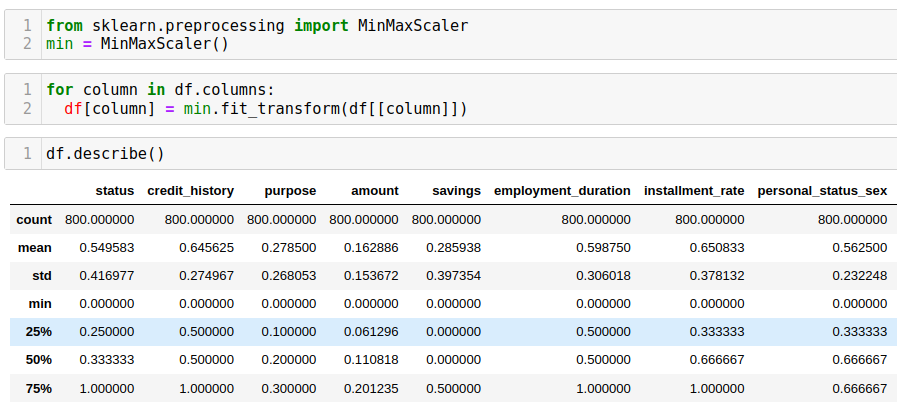 1 from sklearn.preprocessing import MinMaxScaler
2 min = MinMaxScaler()
1 for column in df.columns:
2 df[column] = min.fit_transform(df[[column]])
1 df.describe()
status credit_history purpose amount savings employment_duration installment_rate personal_status_sex
count 800.000000 800.000000 800.000000 800.000000 800.000000 800.000000 800.000000 800.000000
mean 0.549583 0.645625 0.278500 0.162886 0.285938 0.598750 0.650833 0.562500
std 0.416977 0.274967 0.268053 0.153672 0.397354 0.306018 0.378132 0.232248
min 0.000000 0.000000 0.000000 0.000000 0.000000 0.000000 0.000000 0.000000
25% 0.250000 0.500000 0.100000 0.061296 0.000000 0.500000 0.333333 0.333333
50% 0.333333 0.500000 0.200000 0.110818 0.000000 0.500000 0.666667 0.666667
75% 1.000000 1.000000 0.300000 0.201235 0.500000 1.000000 1.000000 0.666667